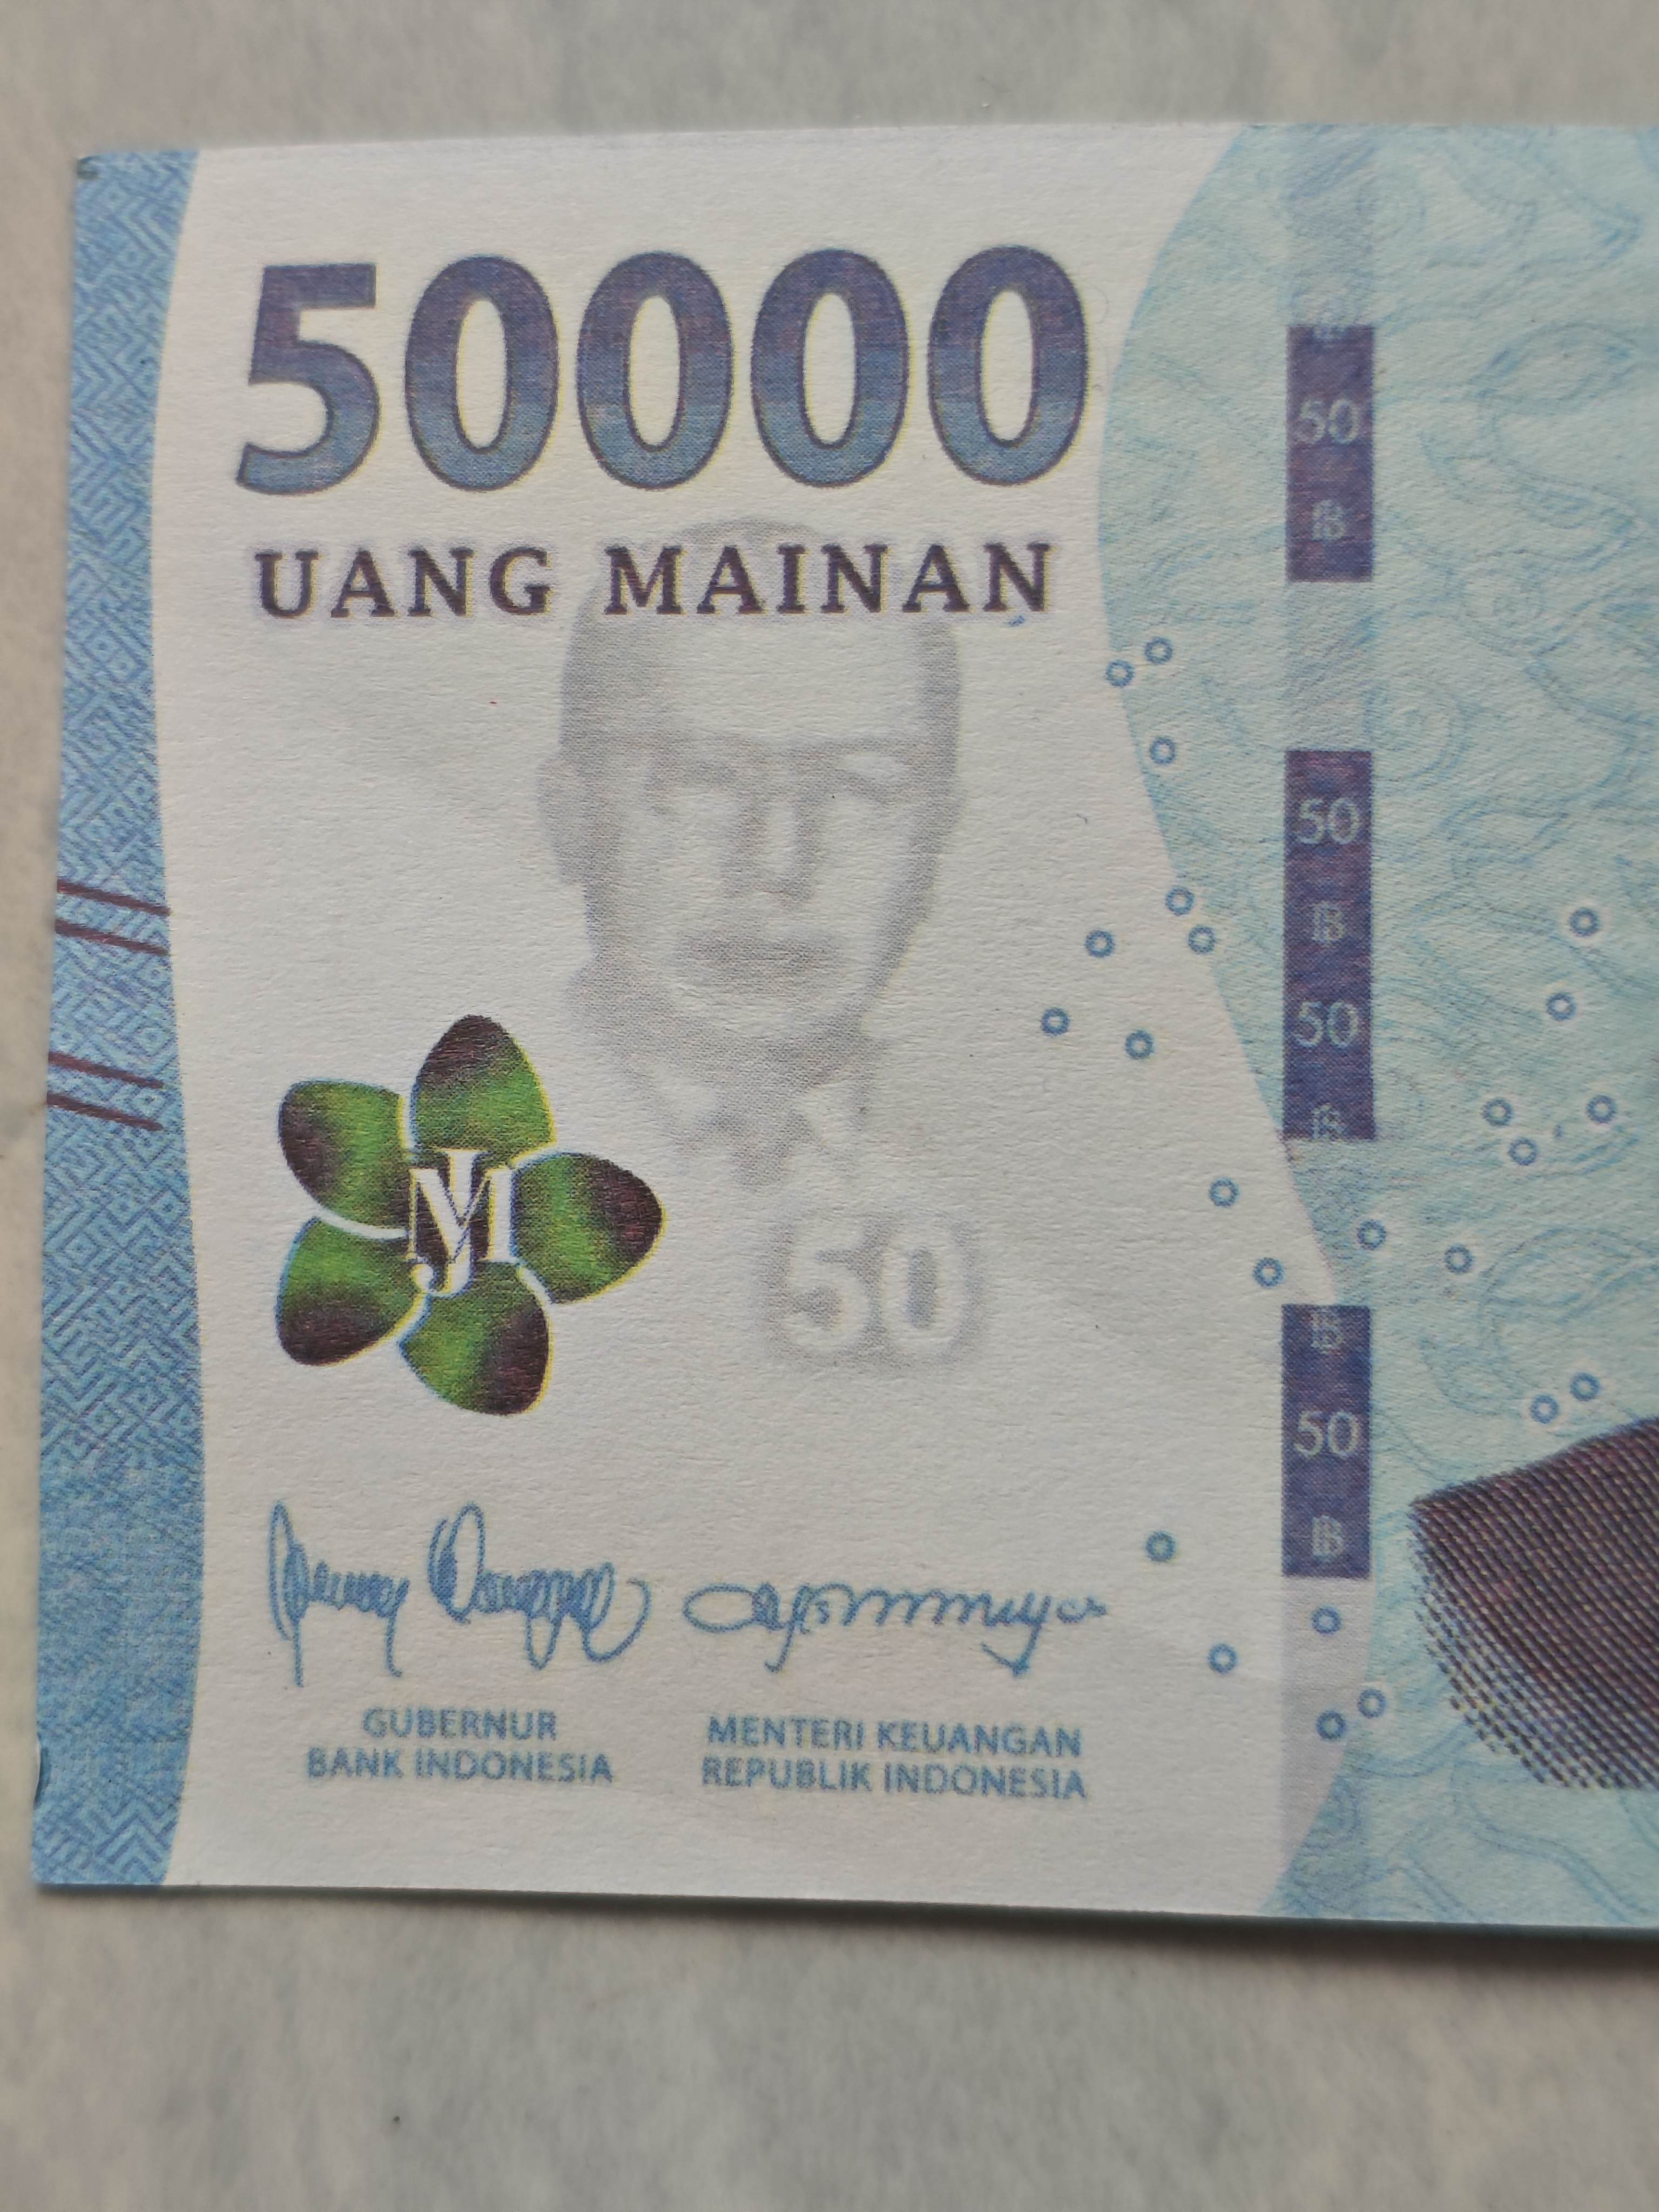 50000
UANG MAINAN
50
50
50
50
50
GUBERNUR
BANK INDONESIA
MENTERI KEUANGAN
REPUBLIK INDONESIA